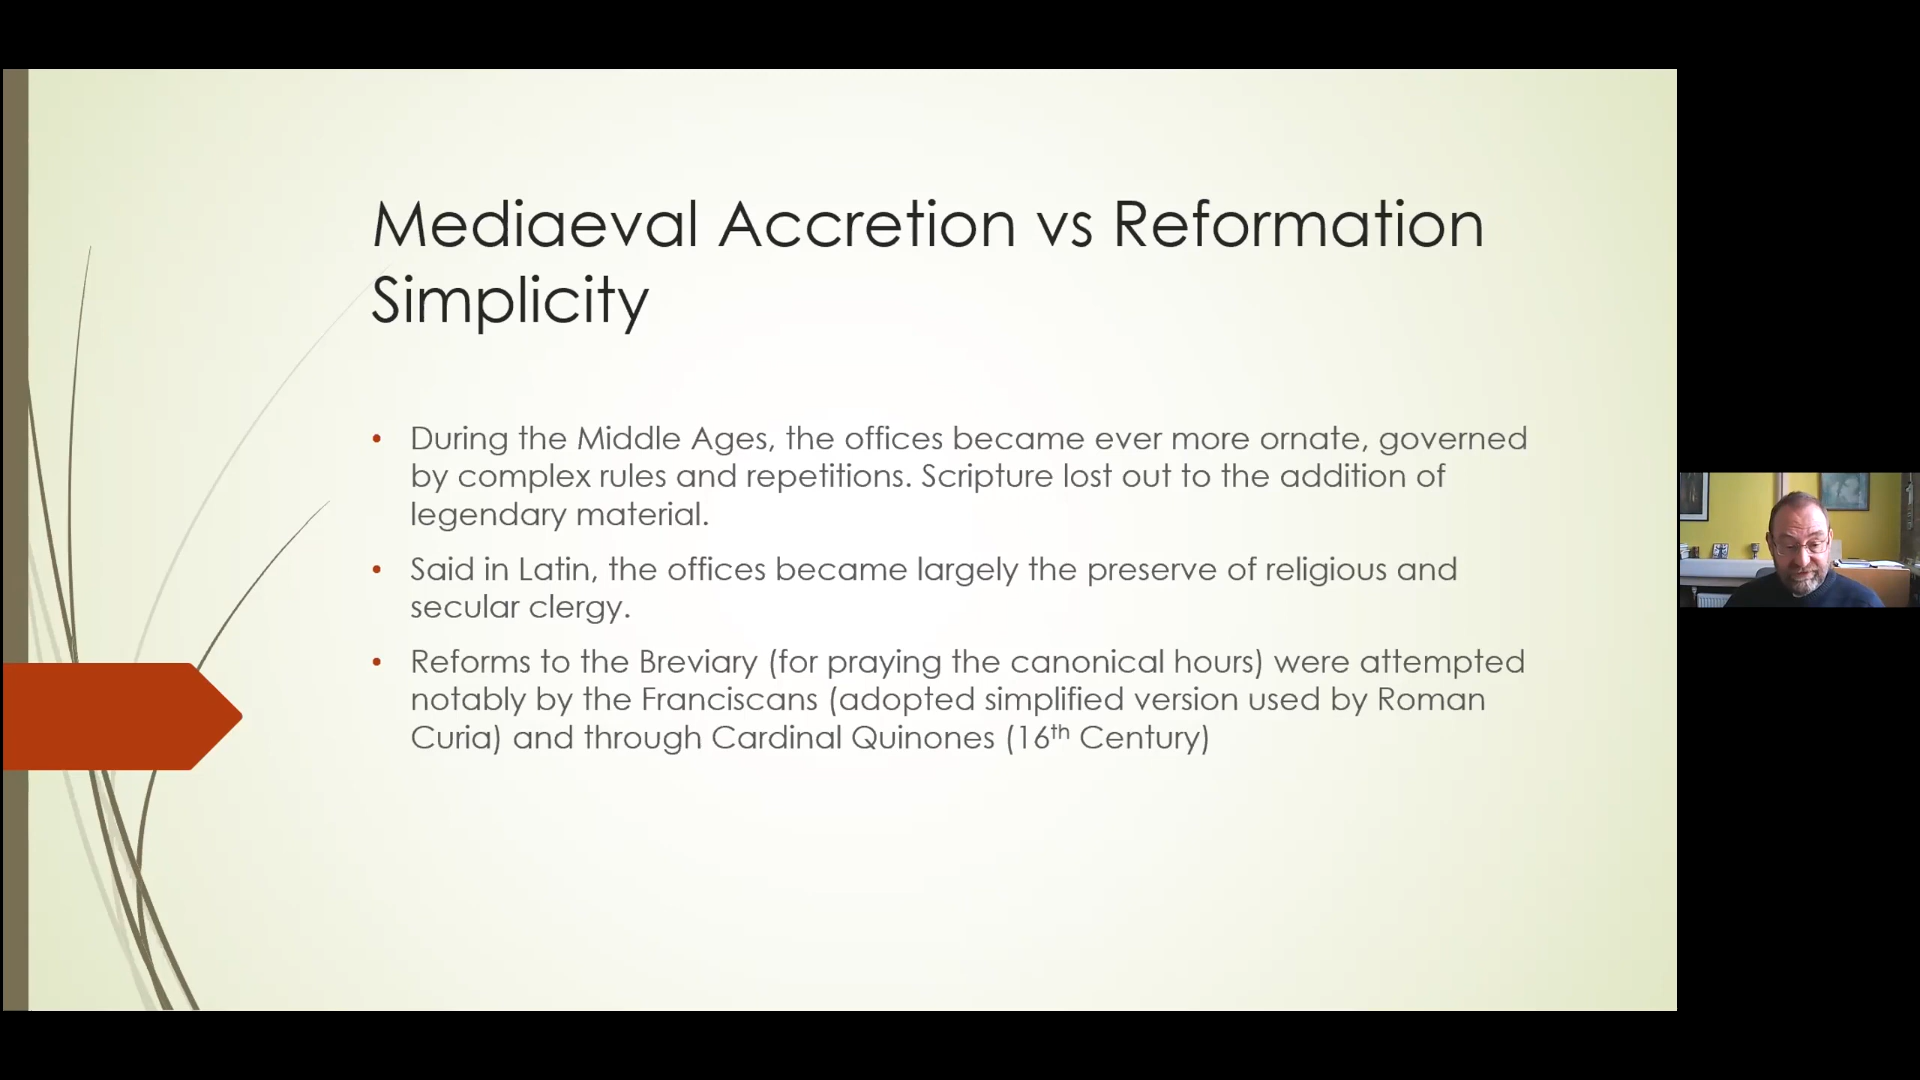 Mediaeval Accretion vs Reformation
Simplicity
• During the Middle Ages, the offices became ever more ornate, governed
by complex rules and repetitions. Scripture lost out to the addition of
legendary material.
• Said in Latin, the offices became largely the preserve of religious and
secular clergy.
• Reforms to the Breviary (for praying the canonical hours) were attempted
notably by the Franciscans (adopted simplified version used by Roman
Curia) and through Cardinal Quinones (16th Century)